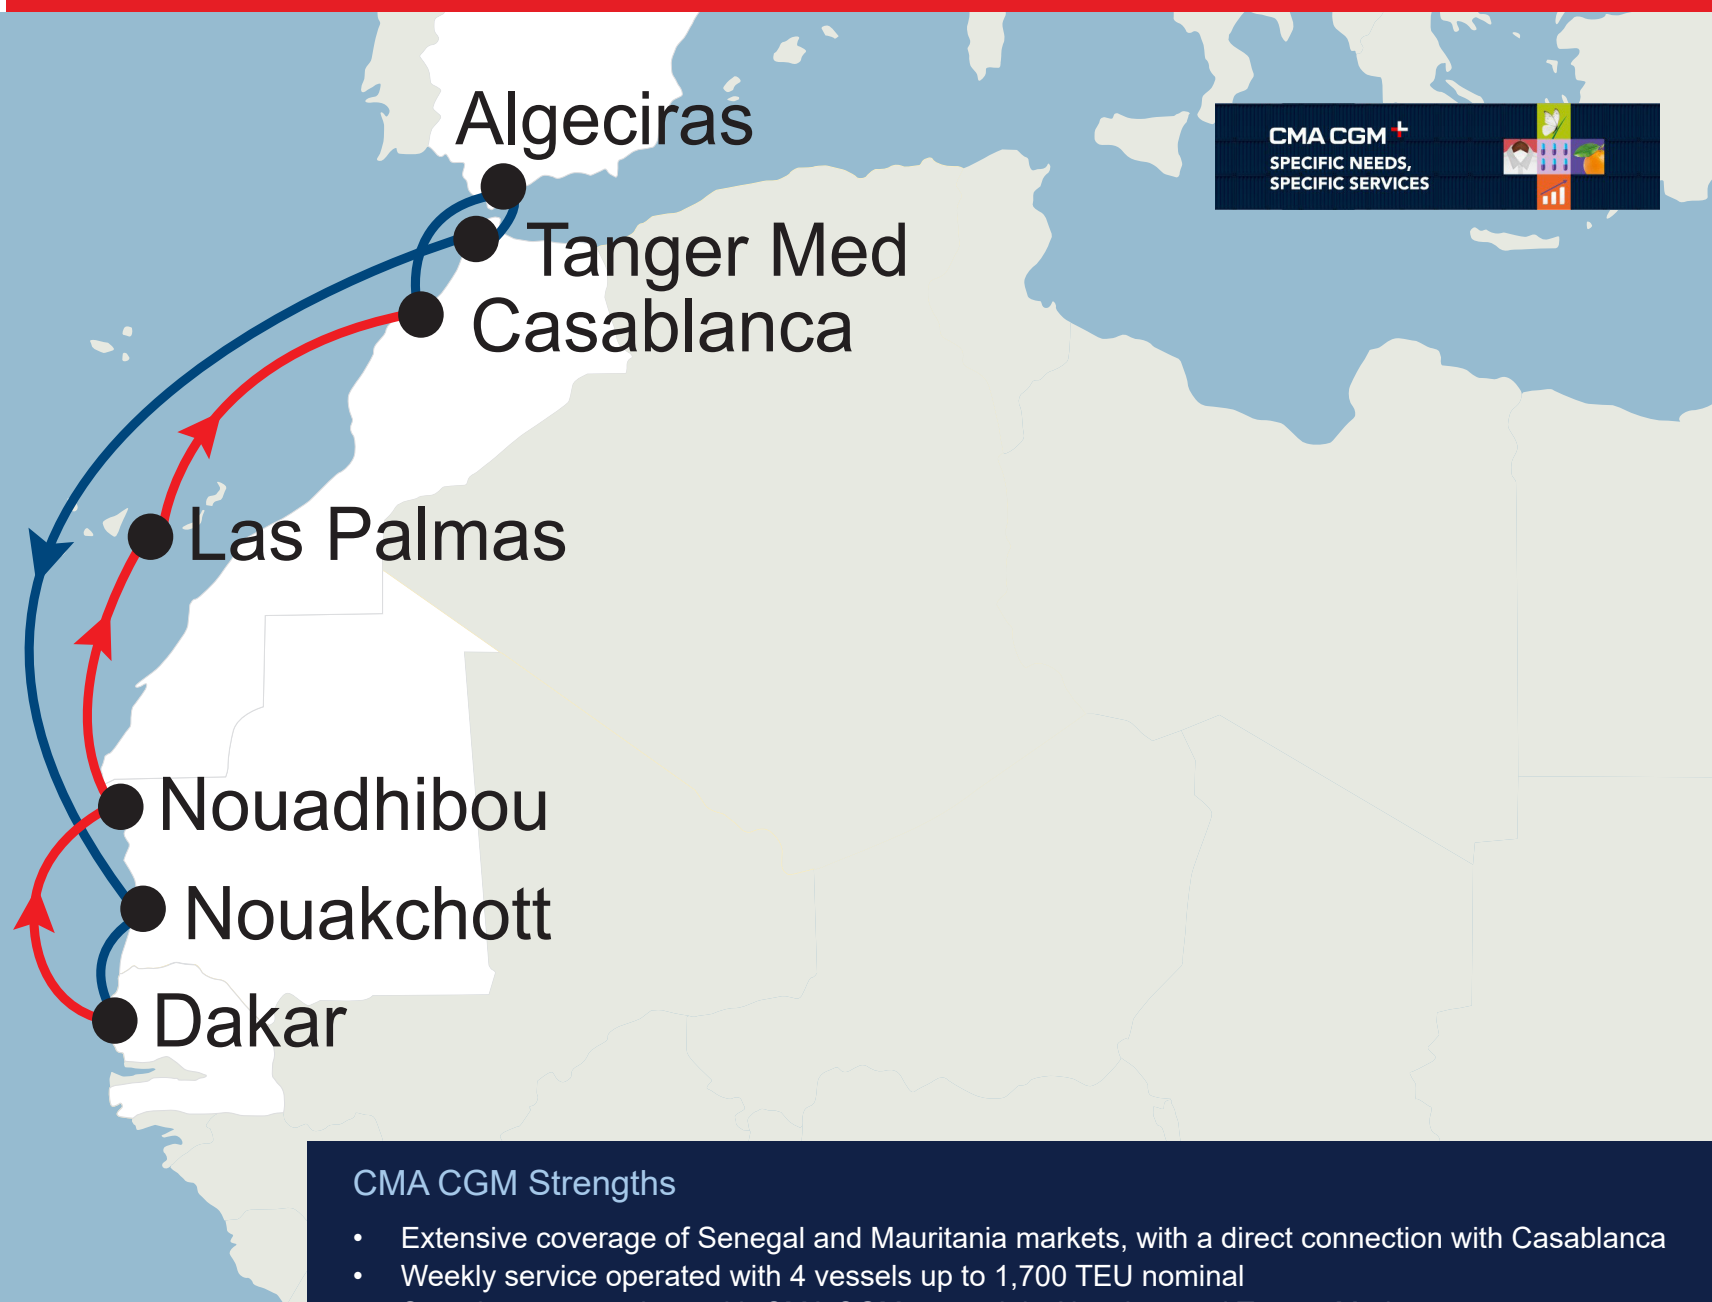 Algeciras
CMA CGM+
SPECIFIC NEEDS,
SPECIFIC SERVICES
Tanger Med
Casablanca
Las Palmas
Nouadhibou
Nouakchott
Dakar
CMA CGM Strengths
• Extensive coverage of Senegal and Mauritania markets, with a direct connection with Casablanca
• Weekly service operated with 4 vessels up to 1,700 TEU nominal